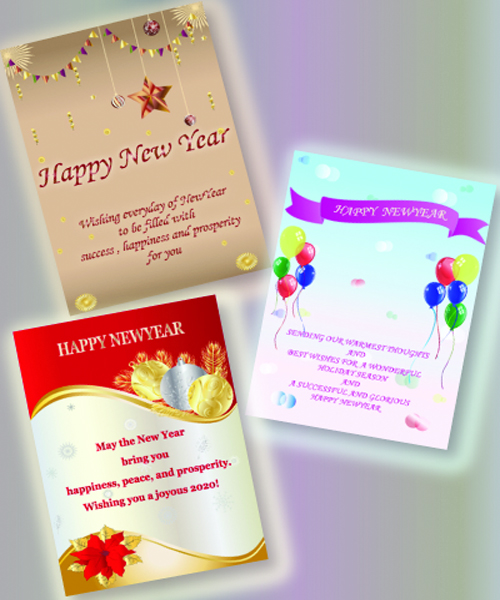 Happy New Year
Wishing everyday of NewYear
to be filled with
success , happiness and prosperity
for you
HAPPY NEWYEAR
SENDING OUR WARMEST THOUGHTS
AND
BEST WISHES FOR A WONDERFUL
HOLIDAY SEASON
AND
A SUCCESSFUL AND GLORIOUS
HAPPY NEWYEAR
HAPPY NEWYEAR
May the New Year
bring you
happiness, peace, and prosperity.
Wishing you a joyous 2020!